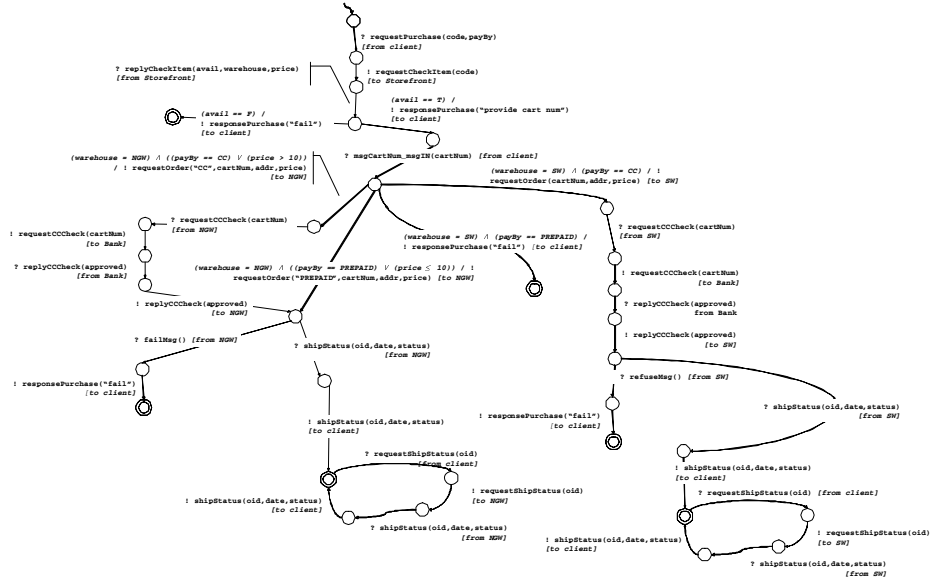 ? requestPurchase(code,payBy)
[from client]
? replyCheckItem(avail,warehouse,price)
[from Storefront]
! requestCheckItem(code)
[to Storefront]
(avail == F) /
! responsePurchase("fail")
[to client]
(avail == T) /
! responsePurchase("provide cart num")
[to client]
? msgCartNum_msgIN(cartNum) [from client]
(warehouse = NGW) ∧ ((payBy == CC) ∨ (price > 10))
/ ! requestOrder("CC",cartNum,addr,price)
[to NGW]
(warehouse = SW) ∧ (payBy == CC) / !
requestOrder(cartNum,addr,price) [to SW]
? requestCCCheck(cartNum)
[from NGW]
? requestCCCheck(cartNum)
[from SW]
! requestCCCheck(cartNum)
[to Bank]
(warehouse = SW) ∧ (payBy == PREPAID) /
! responsePurchase("fail") [to client]
? replyCCCheck(approved)
[from Bank]
(warehouse = NGW) ∧ ((payBy == PREPAID) ∨ (price ≤ 10)) / !
requestOrder("PREPAID",cartNum,addr,price) [to NGW]
! requestCCCheck(cartNum)
[to Bank]
! replyCCCheck(approved)
[to NGW]
? replyCCCheck(approved)
from Bank
! replyCCCheck(approved)
[to SW]
? failMsg() [from NGW]
? shipStatus(oid,date,status)
[from NGW]
? refuseMsg() [from SW]
! responsePurchase("fail")
[to client]
? shipStatus(oid,date,status)
[from SW]
! responsePurchase("fail")
[to client]
! shipStatus(oid,date,status)
[to client]
? requestShipStatus(oid)
[from client]
! shipStatus(oid,date,status)
[to client]
! requestShipStatus(oid)
[to NGW]
! shipStatus(oid,date,status)
[to client]
? requestShipStatus(oid) [from client]
? shipStatus(oid,date,status)
[from NGW]
! requestShipStatus(oid)
[to SW]
! shipStatus(oid,date,status)
[to client]
? shipStatus(oid,date,status)
[from SW]